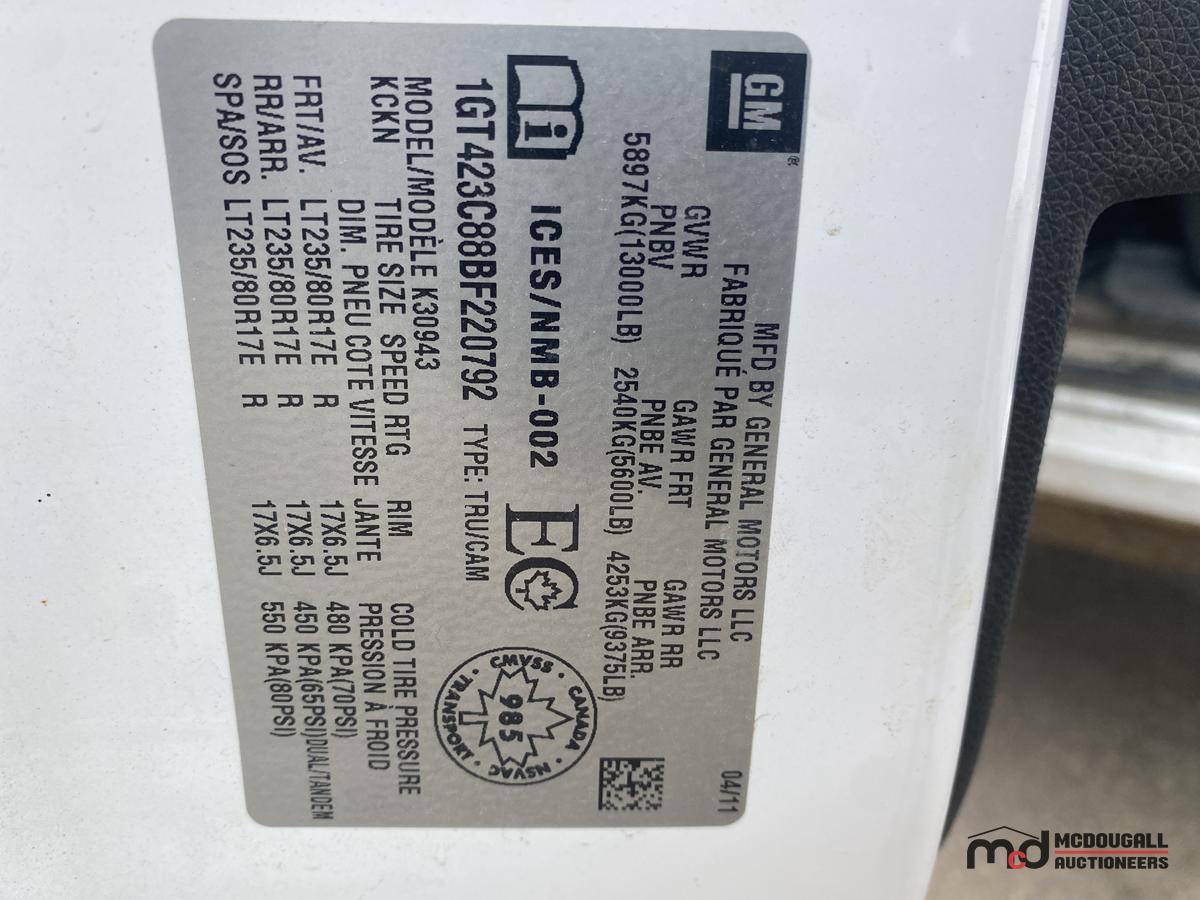 GM
®
MFD BY GENERAL MOTORS LLC 04/11
FABRIQUÉ PAR GENERAL MOTORS LLC
GVWR GAWR FRT GAWR RR
PNBV PNBE AV. PNBE ARR.
5897KG(13000LB) 2540KG(5600LB) 4253KG(9375LB)
i ICES/NMB-002 EC
CMVSS · CANADA · NSVAC · TRANSPORT ·
985
1GT423C88BF220792 TYPE: TRU/CAM
MODEL/MODÈLE K30943
KCKN TIRE SIZE SPEED RTG RIM COLD TIRE PRESSURE
DIM. PNEU COTE VITESSE JANTE PRESSION À FROID
FRT/AV. LT235/80R17E R 17X6.5J 480 KPA(70PSI)
RR/ARR. LT235/80R17E R 17X6.5J 450 KPA(65PSI)DUAL/TANDEM
SPA/SOS LT235/80R17E R 17X6.5J 550 KPA(80PSI)
mcd MCDOUGALL
AUCTIONEERS